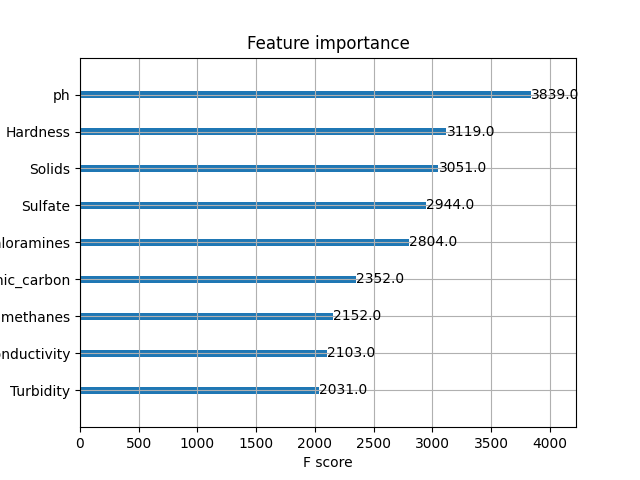 Feature importance
ph 3839.0
Hardness 3119.0
Solids 3051.0
Sulfate 2944.0
loramines 2804.0
nic_carbon 2352.0
methanes 2152.0
onductivity 2103.0
Turbidity 2031.0
0 500 1000 1500 2000 2500 3000 3500 4000
F score